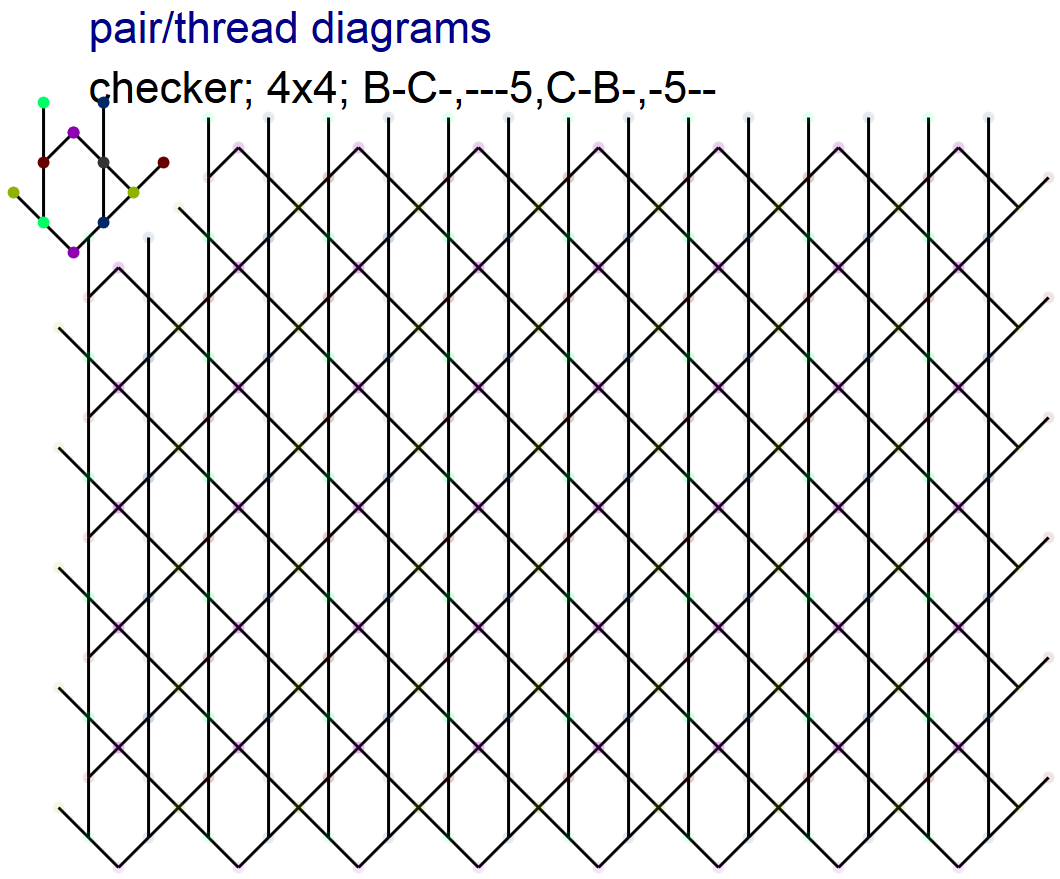 pair/thread diagrams
checker; 4x4; B-C-,---5,C-B-,-5--